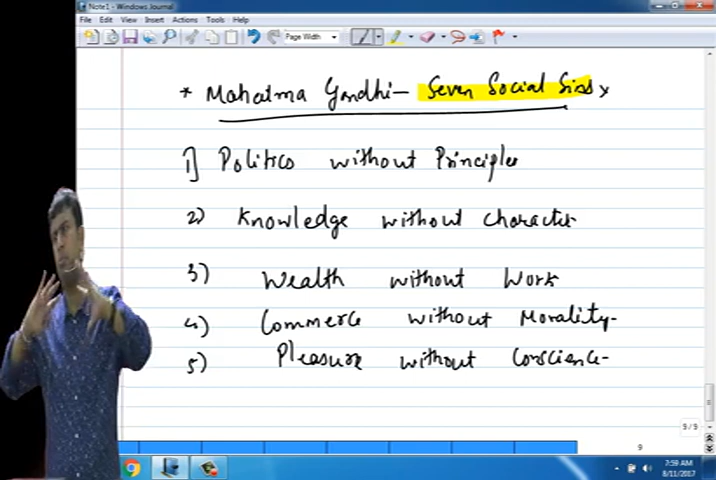 Note1 - Windows Journal
File Edit View Insert Actions Tools Help
Page Width
* Mahatma Gandhi - Seven Social Sins *
1] Politics without Principles
2) Knowledge without character
3) Wealth without Work
4) Commerce without Morality-
5) Pleasure without Conscience-
9/9
9
7:59 AM
8/11/2017